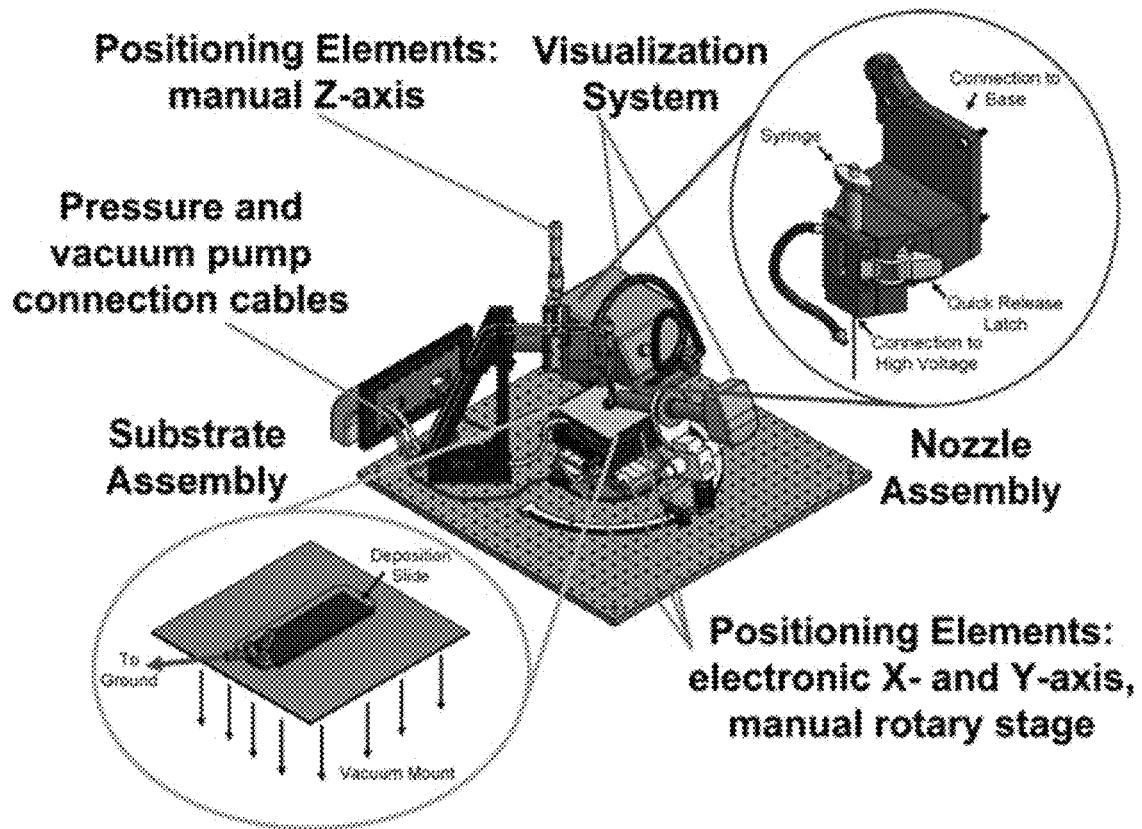 Positioning Elements:
manual Z-axis
Visualization
System
Connection to
Base
Syringe
Quick Release
Latch
Connection to
High Voltage
Pressure and
vacuum pump
connection cables
Substrate
Assembly
Nozzle
Assembly
Deposition
Slide
To
Ground
Vacuum Mount
Positioning Elements:
electronic X- and Y-axis,
manual rotary stage